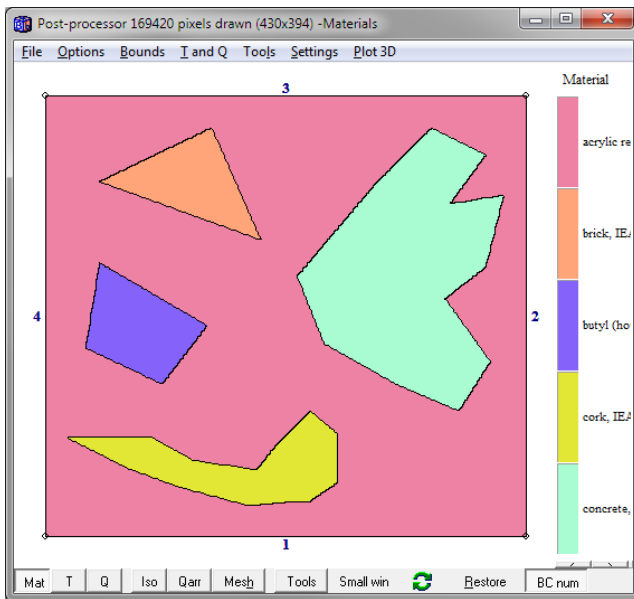 Post-processor 169420 pixels drawn (430x394) -Materials
File Options Bounds T and Q Tools Settings Plot 3D
3
4
2
1
Material
acrylic re
brick, IEA
butyl (ho
cork, IEA
concrete,
Mat T Q Iso Qarr Mesh Tools Small win Restore BC num